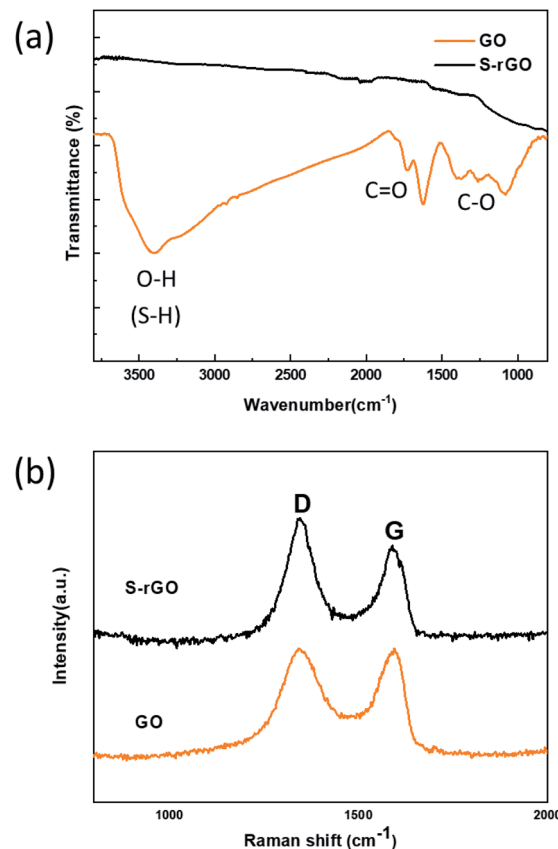 (a)
GO
S-rGO
Transmittance (%)
C=O
C-O
O-H
(S-H)
3500 3000 2500 2000 1500 1000
Wavenumber(cm⁻¹)
(b)
D
G
S-rGO
GO
Intensity(a.u.)
1000 1500 2000
Raman shift (cm⁻¹)